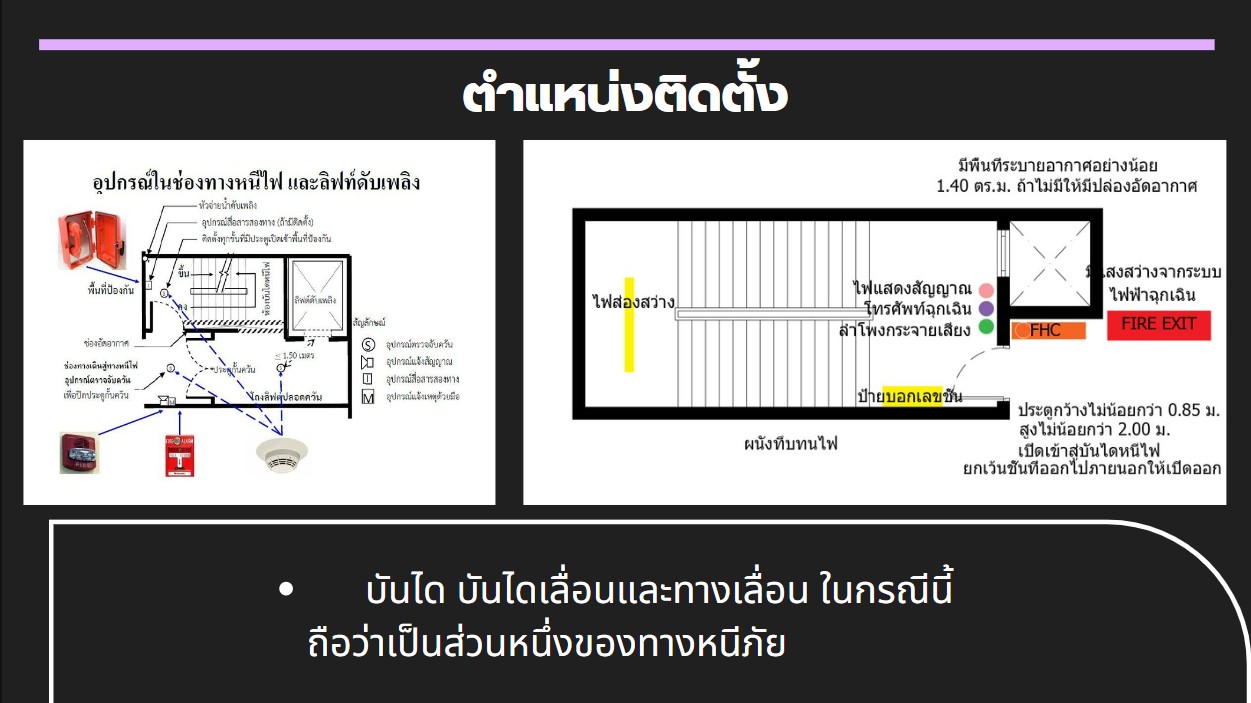 ตำแหน่งติดตั้ง
อุปกรณ์ในช่องทางหนีไฟ และลิฟท์ดับเพลิง
หัวจ่ายน้ำดับเพลิง
อุปกรณ์สื่อสารสองทาง (ถ้ามีติดตั้ง)
ติดตั้งทุกชั้นที่มีประตูเปิดเข้าพื้นที่ป้องกัน
พื้นที่ป้องกัน
ขึ้น
ลง
ห้องบันไดหนีไฟ
ลิฟต์ดับเพลิง
ช่องอัดอากาศ
ช่องทางเดินสู่ทางหนีไฟ
อุปกรณ์ตรวจจับควัน
เพื่อปิดประตูกั้นควัน
ประตูกั้นควัน
≤ 1.50 เมตร
โถงลิฟต์ปลอดควัน
สัญลักษณ์
S อุปกรณ์ตรวจจับควัน
อุปกรณ์แจ้งสัญญาณ
อุปกรณ์สื่อสารสองทาง
M อุปกรณ์แจ้งเหตุด้วยมือ
มีพื้นที่ระบายอากาศอย่างน้อย
1.40 ตร.ม. ถ้าไม่มีให้มีปล่องอัดอากาศ
ไฟส่องสว่าง
ไฟแสดงสัญญาณ
โทรศัพท์ฉุกเฉิน
ลำโพงกระจายเสียง
มีแสงสว่างจากระบบ
ไฟฟ้าฉุกเฉิน
FHC
FIRE EXIT
ป้ายบอกเลขชั้น
ผนังทึบทนไฟ
ประตูกว้างไม่น้อยกว่า 0.85 ม.
สูงไม่น้อยกว่า 2.00 ม.
เปิดเข้าสู่บันไดหนีไฟ
ยกเว้นชั้นที่ออกไปภายนอกให้เปิดออก
• บันได บันไดเลื่อนและทางเลื่อน ในกรณีนี้
ถือว่าเป็นส่วนหนึ่งของทางหนีภัย